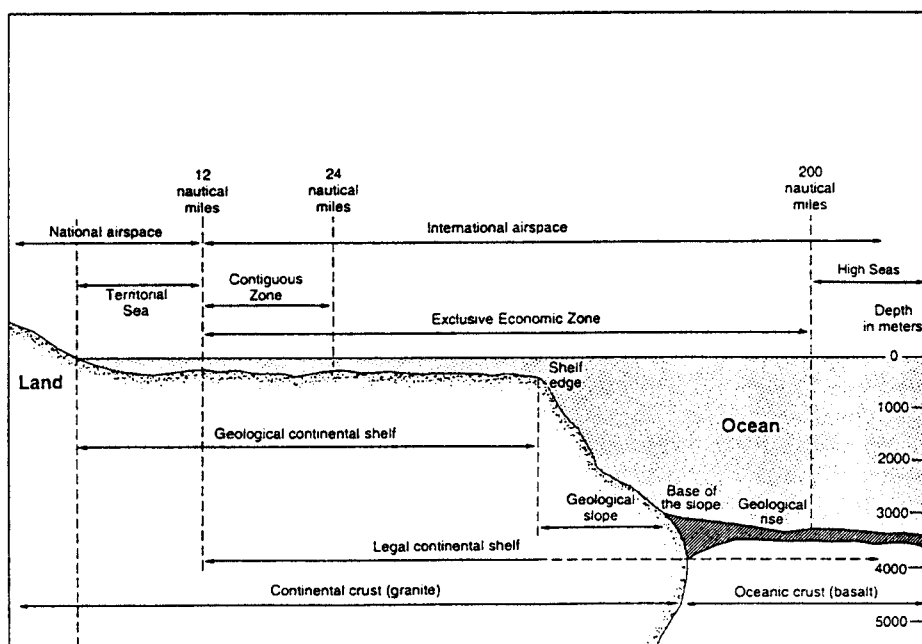 12
nautical
miles
24
nautical
miles
200
nautical
miles
National airspace
International airspace
High Seas
Territorial
Sea
Contiguous
Zone
Exclusive Economic Zone
Depth
in meters
0
Land
Shelf
edge
1000
Ocean
Geological continental shelf
2000
Geological
slope
Base of
the slope
Geological
rise
3000
Legal continental shelf
4000
Continental crust (granite)
Oceanic crust (basalt)
5000